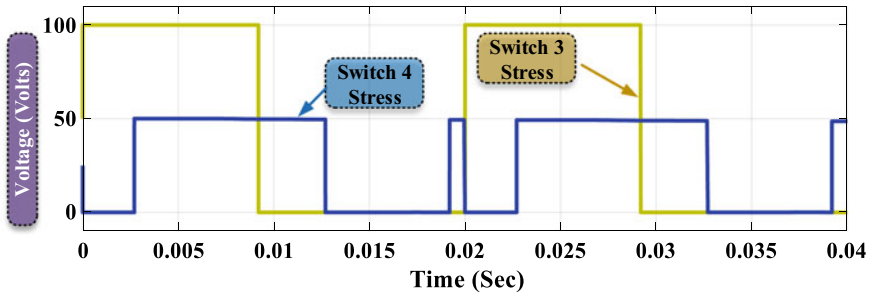 Voltage (Volts)
100
50
0
Switch 4
Stress
Switch 3
Stress
0
0.005
0.01
0.015
0.02
0.025
0.03
0.035
0.04
Time (Sec)